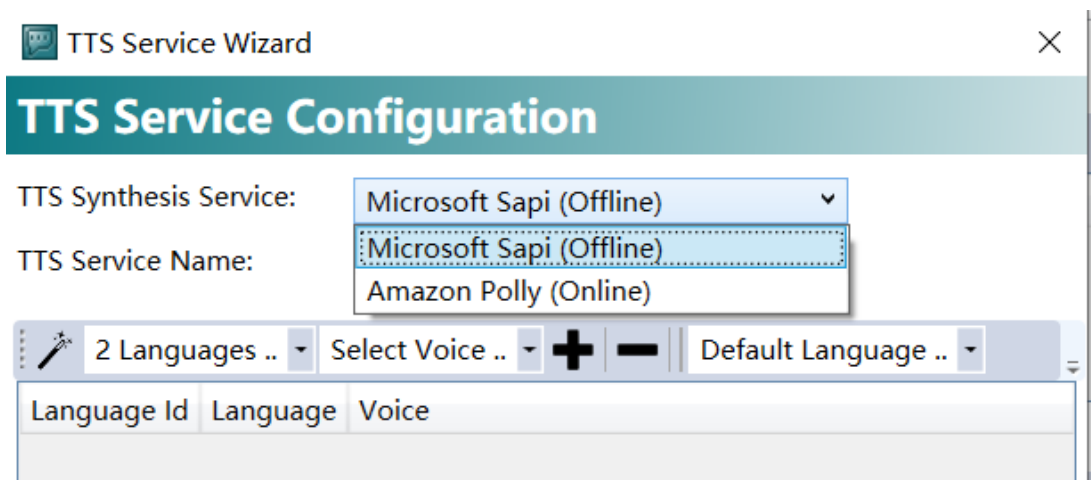 TTS Service Wizard
TTS Service Configuration
TTS Synthesis Service: Microsoft Sapi (Offline)
Microsoft Sapi (Offline)
TTS Service Name:
Amazon Polly (Online)
2 Languages .. Select Voice .. Default Language ..
Language Id Language Voice